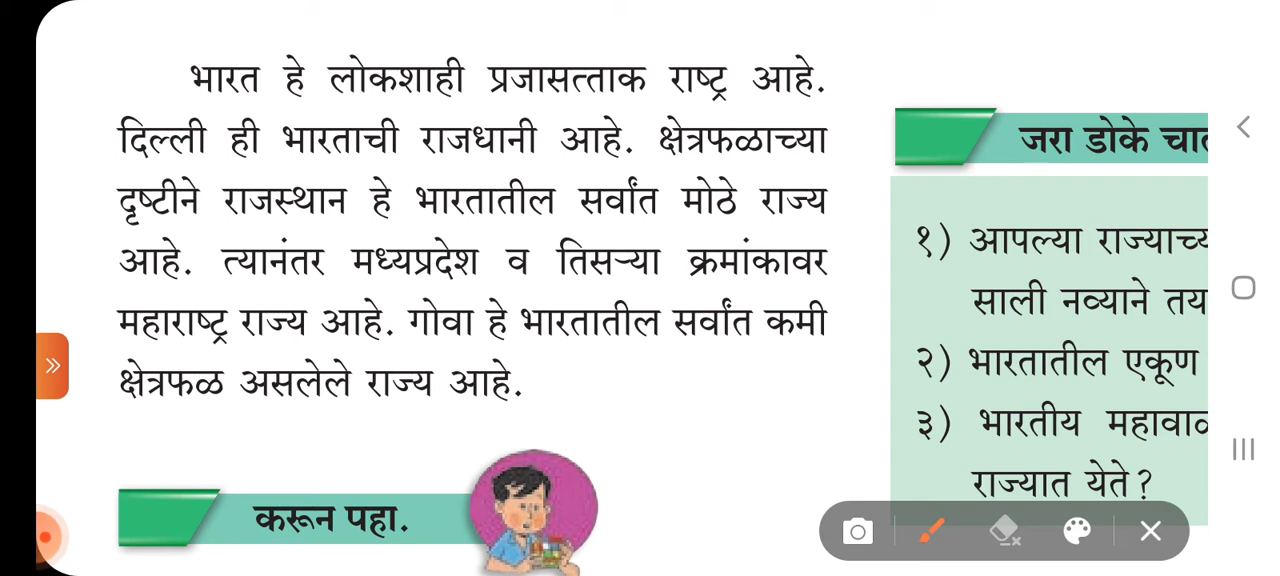 भारत हे लोकशाही प्रजासत्ताक राष्ट्र आहे.
दिल्ली ही भारताची राजधानी आहे. क्षेत्रफळाच्या
दृष्टीने राजस्थान हे भारतातील सर्वांत मोठे राज्य
आहे. त्यानंतर मध्यप्रदेश व तिसऱ्या क्रमांकावर
महाराष्ट्र राज्य आहे. गोवा हे भारतातील सर्वांत कमी
क्षेत्रफळ असलेले राज्य आहे.
करून पहा.
जरा डोके
१) आपल्या
साली नव्याने
२) भारतातील एकूण
३) भारतीय
राज्यात येते?